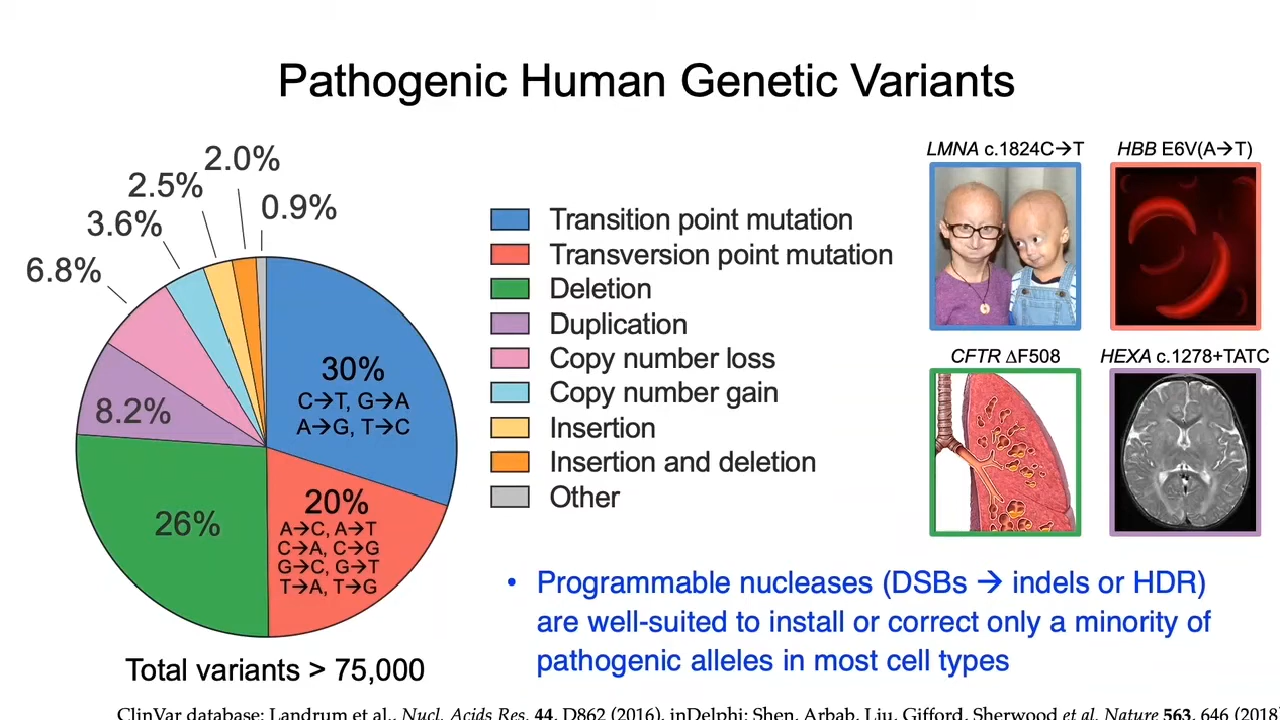 Pathogenic Human Genetic Variants
2.0%
2.5%
0.9%
3.6%
6.8%
8.2%
26%
30%
C→T, G→A
A→G, T→C
20%
A→C, A→T
C→A, C→G
G→C, G→T
T→A, T→G
Total variants > 75,000
Transition point mutation
Transversion point mutation
Deletion
Duplication
Copy number loss
Copy number gain
Insertion
Insertion and deletion
Other
LMNA c.1824C→T
HBB E6V(A→T)
CFTR ΔF508
HEXA c.1278+TATC
• Programmable nucleases (DSBs → indels or HDR)
are well-suited to install or correct only a minority of
pathogenic alleles in most cell types
ClinVar database: Landrum et al., Nucl. Acids Res. 44, D862 (2016). inDelphi: Shen, Arbab, Liu, Gifford, Sherwood et al. Nature 563, 646 (2018